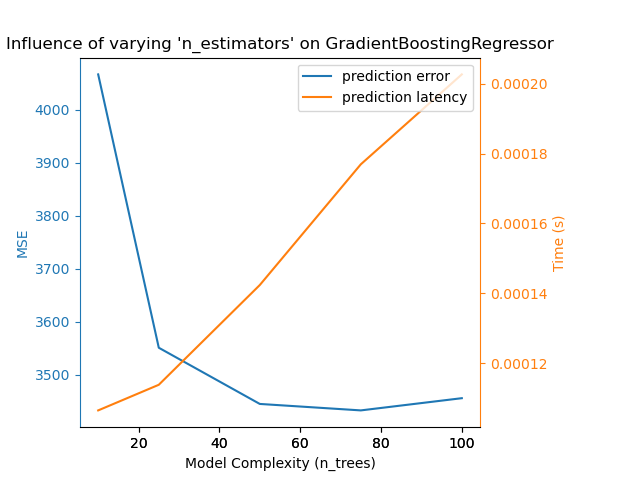 Influence of varying 'n_estimators' on GradientBoostingRegressor
prediction error
prediction latency
4000
3900
3800
3700
3600
3500
MSE
0.00020
0.00018
0.00016
0.00014
0.00012
Time (s)
20 40 60 80 100
Model Complexity (n_trees)